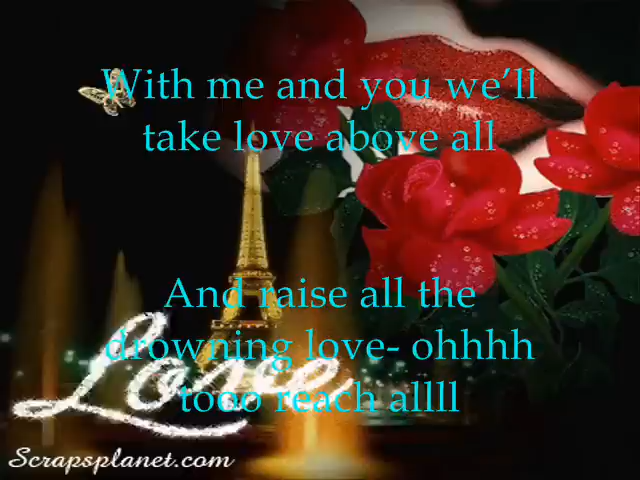 With me and you we’ll
take love above all
And raise all the
drowning love- ohhhh
tooo reach allll
Love
Scrapsplanet.com